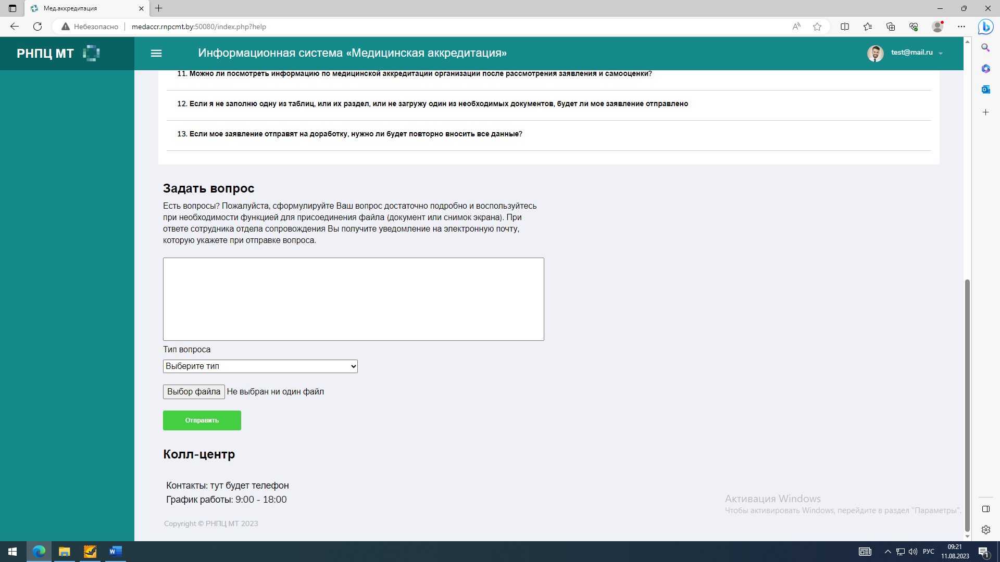 Мед.аккредитация
Небезопасно
medaccr.rnpcmt.by:50080/index.php?help
РНПЦ МТ
Информационная система «Медицинская аккредитация»
test@mail.ru
11. Можно ли посмотреть информацию по медицинской аккредитации организации после рассмотрения заявления и самооценки?
12. Если я не заполню одну из таблиц, или их раздел, или не загружу один из необходимых документов, будет ли мое заявление отправлено
13. Если мое заявление отправят на доработку, нужно ли будет повторно вносить все данные?
Задать вопрос
Есть вопросы? Пожалуйста, сформулируйте Ваш вопрос достаточно подробно и воспользуйтесь
при необходимости функцией для присоединения файла (документ или снимок экрана). При
ответе сотрудника отдела сопровождения Вы получите уведомление на электронную почту,
которую укажете при отправке вопроса.
Тип вопроса
Выберите тип
Выбор файла Не выбран ни один файл
Отправить
Колл-центр
Контакты: тут будет телефон
График работы: 9:00 - 18:00
Активация Windows
Чтобы активировать Windows, перейдите в раздел "Параметры".
Copyright © РНПЦ МТ 2023
РУС
09:21
11.08.2023
1